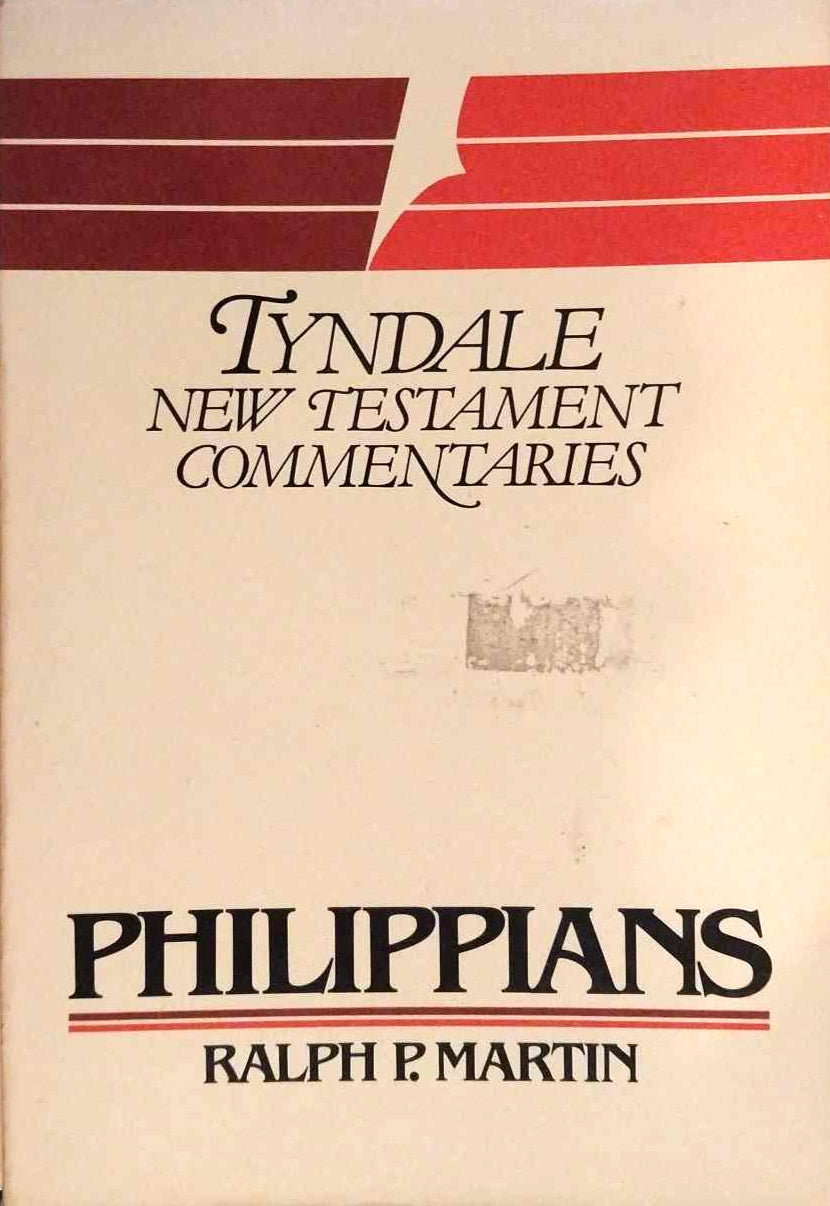 TYNDALE
NEW TESTAMENT
COMMENTARIES
PHILIPPIANS
RALPH P. MARTIN